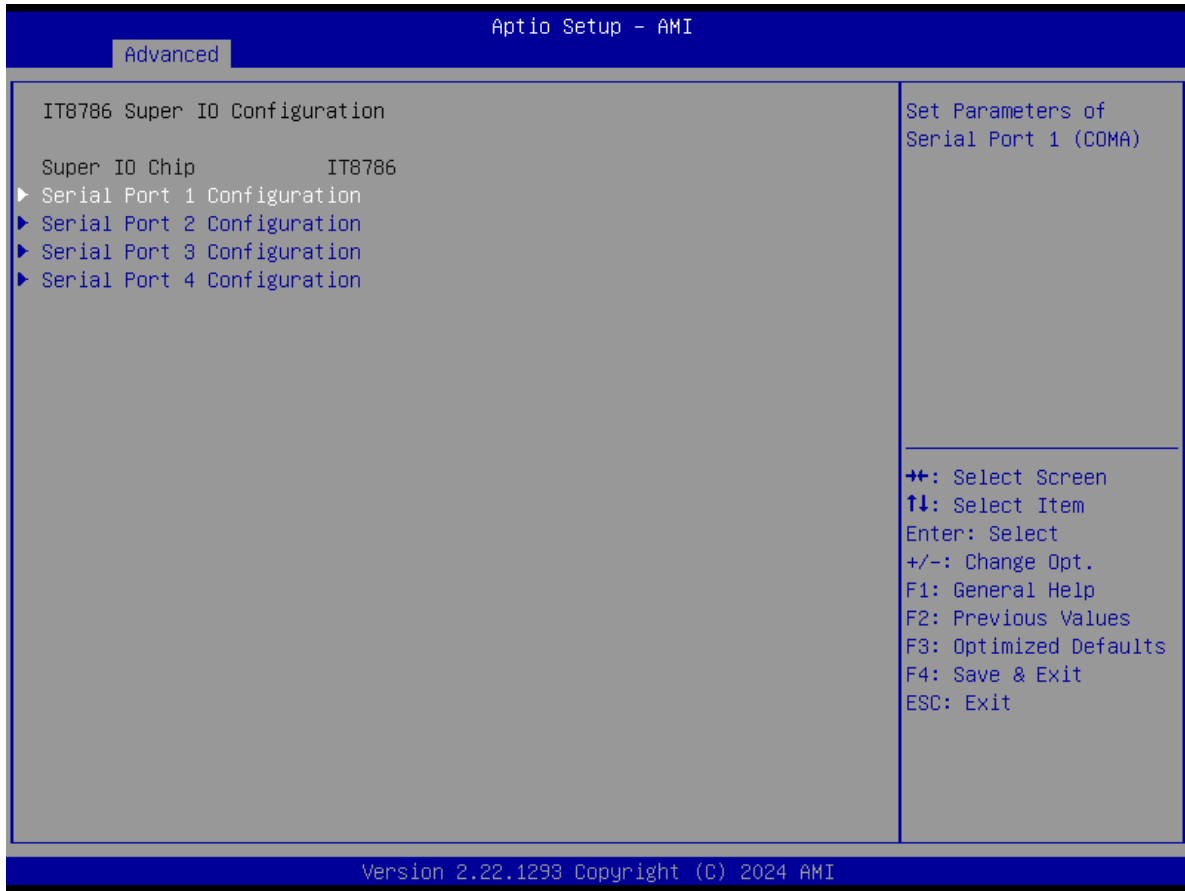 Aptio Setup – AMI
Advanced
IT8786 Super IO Configuration
Super IO Chip IT8786
▶ Serial Port 1 Configuration
▶ Serial Port 2 Configuration
▶ Serial Port 3 Configuration
▶ Serial Port 4 Configuration
Set Parameters of
Serial Port 1 (COMA)
→←: Select Screen
↑↓: Select Item
Enter: Select
+/-: Change Opt.
F1: General Help
F2: Previous Values
F3: Optimized Defaults
F4: Save & Exit
ESC: Exit
Version 2.22.1293 Copyright (C) 2024 AMI